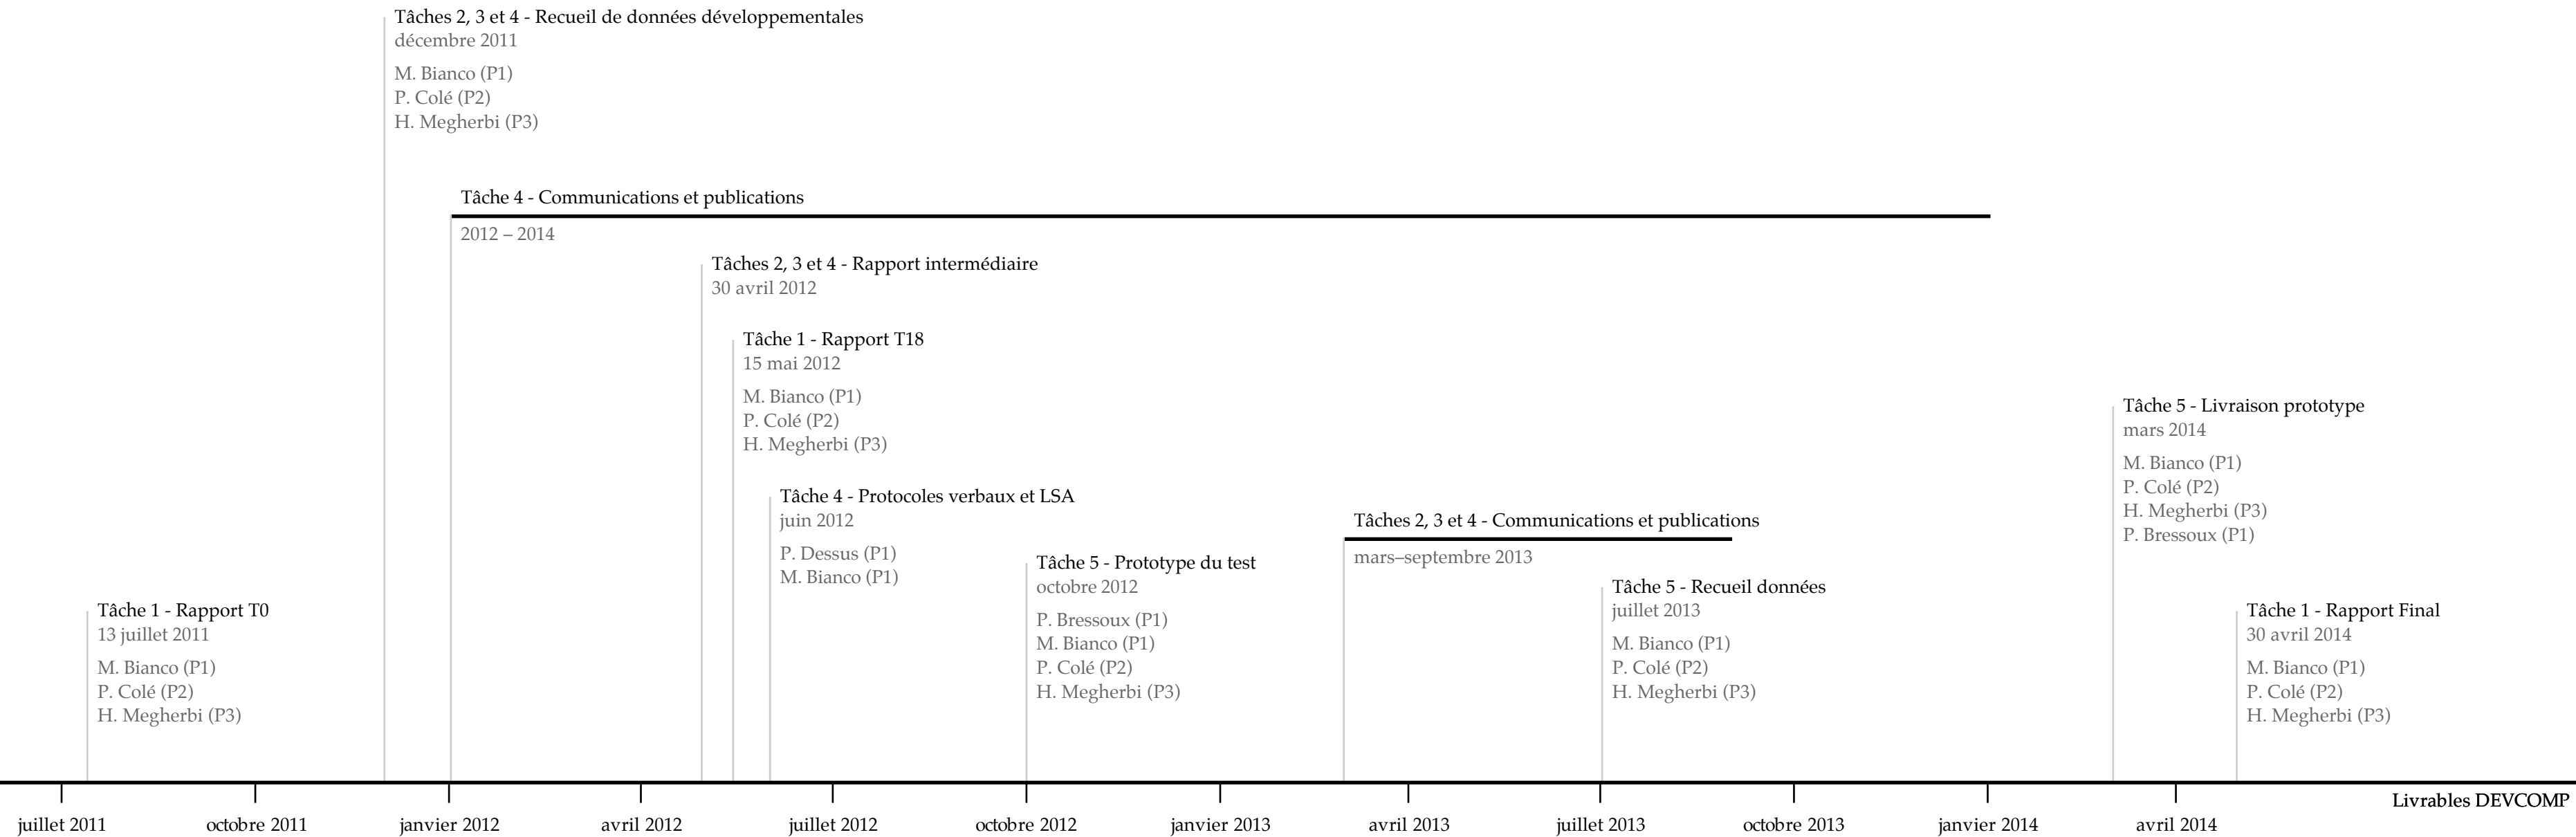 Tâches 2, 3 et 4 - Recueil de données développementales
décembre 2011
M. Bianco (P1)
P. Colé (P2)
H. Megherbi (P3)
Tâche 4 - Communications et publications
2012 – 2014
Tâches 2, 3 et 4 - Rapport intermédiaire
30 avril 2012
Tâche 1 - Rapport T18
15 mai 2012
M. Bianco (P1)
P. Colé (P2)
H. Megherbi (P3)
Tâche 5 - Livraison prototype
mars 2014
M. Bianco (P1)
P. Colé (P2)
H. Megherbi (P3)
P. Bressoux (P1)
Tâche 4 - Protocoles verbaux et LSA
juin 2012
P. Dessus (P1)
M. Bianco (P1)
Tâches 2, 3 et 4 - Communications et publications
mars–septembre 2013
Tâche 5 - Prototype du test
octobre 2012
P. Bressoux (P1)
M. Bianco (P1)
P. Colé (P2)
H. Megherbi (P3)
Tâche 5 - Recueil données
juillet 2013
M. Bianco (P1)
P. Colé (P2)
H. Megherbi (P3)
Tâche 1 - Rapport T0
13 juillet 2011
M. Bianco (P1)
P. Colé (P2)
H. Megherbi (P3)
Tâche 1 - Rapport Final
30 avril 2014
M. Bianco (P1)
P. Colé (P2)
H. Megherbi (P3)
Livrables DEVCOMP
juillet 2011
octobre 2011
janvier 2012
avril 2012
juillet 2012
octobre 2012
janvier 2013
avril 2013
juillet 2013
octobre 2013
janvier 2014
avril 2014